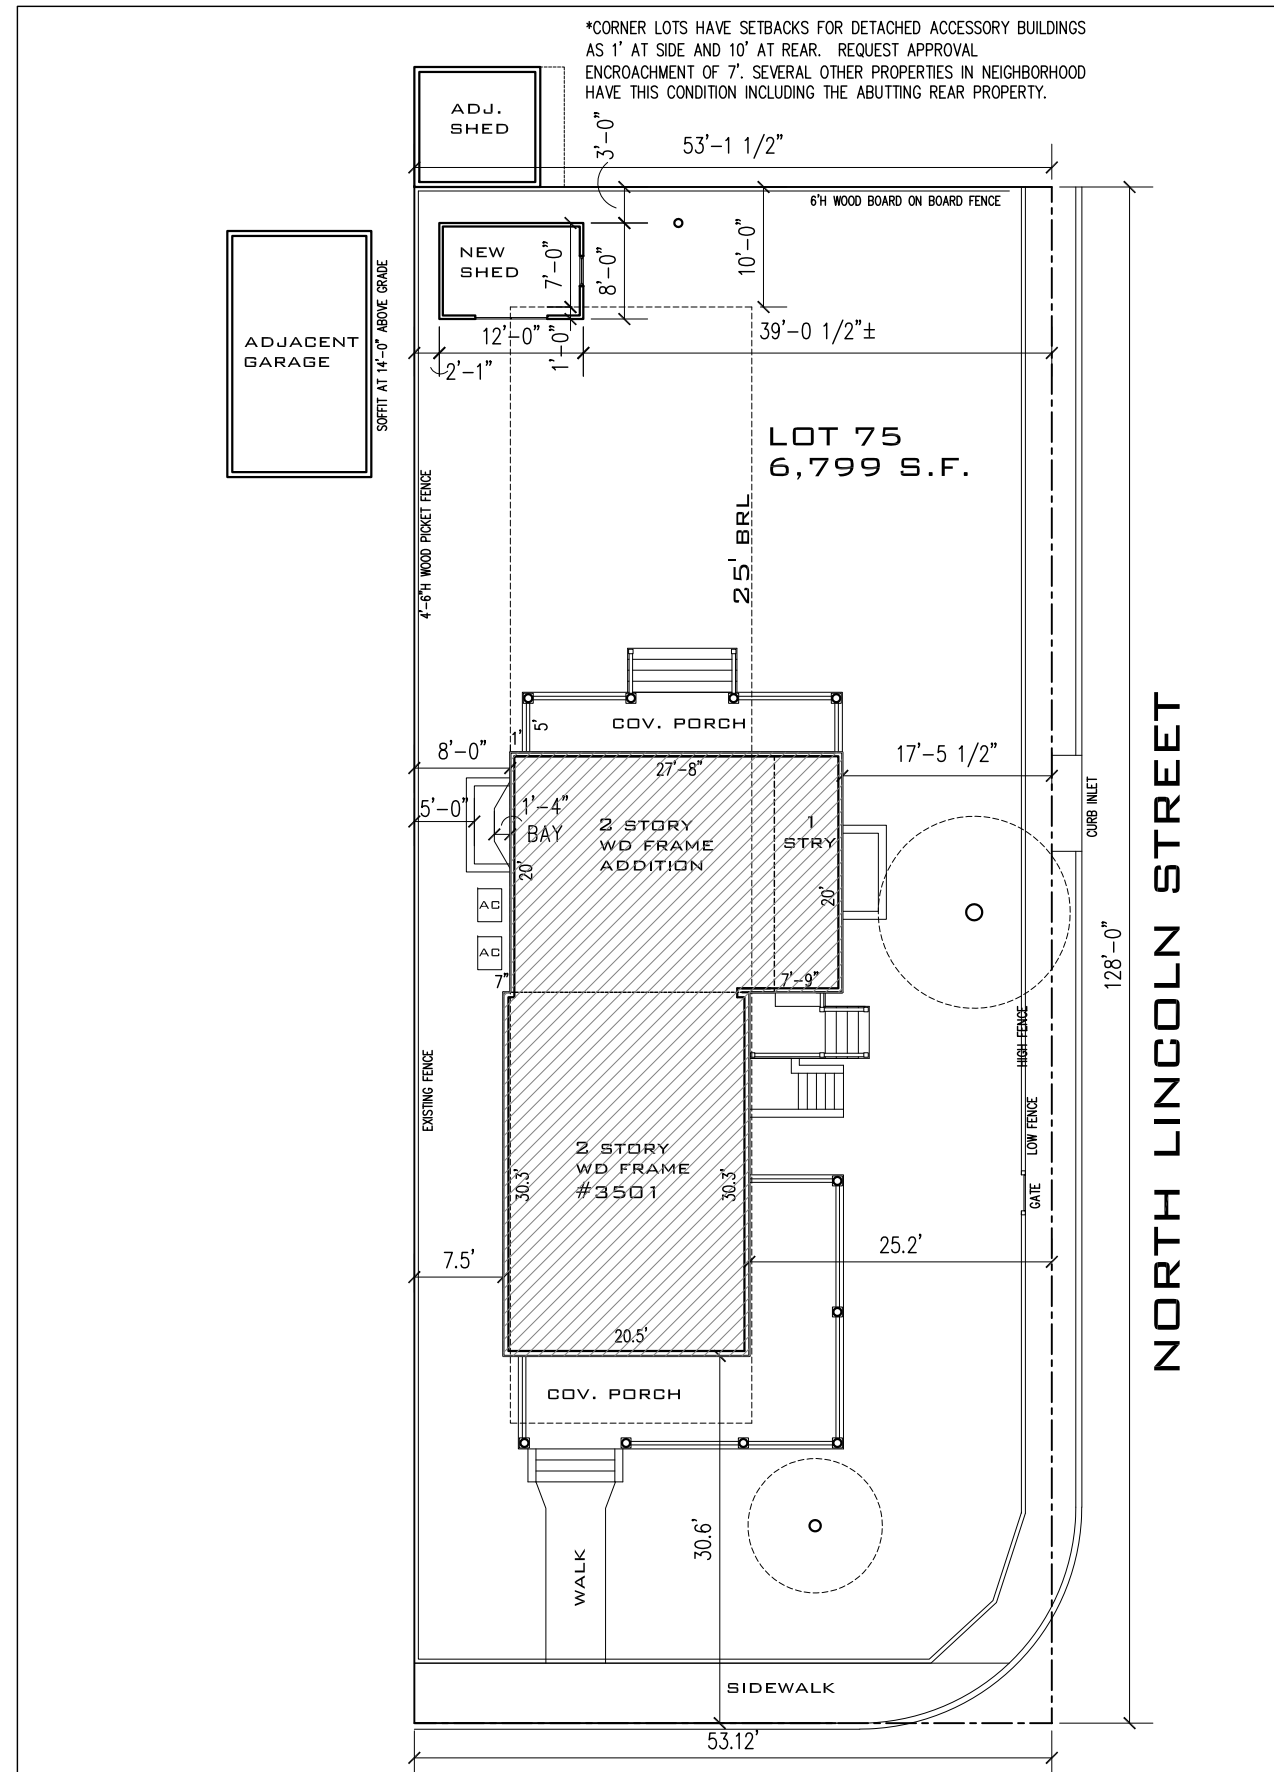 *CORNER LOTS HAVE SETBACKS FOR DETACHED ACCESSORY BUILDINGS
AS 1' AT SIDE AND 10' AT REAR. REQUEST APPROVAL
ENCROACHMENT OF 7'. SEVERAL OTHER PROPERTIES IN NEIGHBORHOOD
HAVE THIS CONDITION INCLUDING THE ABUTTING REAR PROPERTY.
ADJ.
SHED
3'-0"
53'-1 1/2"
6'H WOOD BOARD ON BOARD FENCE
NEW
SHED
7'-0"
8'-0"
10'-0"
ADJACENT
GARAGE
SOFFIT AT 14'-0" ABOVE GRADE
12'-0"
1'-0"
39'-0 1/2"±
2'-1"
LOT 75
6,799 S.F.
4'-6"H WOOD PICKET FENCE
25' BRL
COV. PORCH
5'
1'
8'-0"
27'-8"
17'-5 1/2"
5'-0"
1'-4"
BAY
2 STORY
WD FRAME
ADDITION
1
STRY
20'
20'
CURB INLET
AC
AC
7"
7'-9"
128'-0"
NORTH LINCOLN STREET
HIGH FENCE
EXISTING FENCE
LOW FENCE
2 STORY
WD FRAME
#3501
30.3'
30.3'
GATE
7.5'
25.2'
20.5'
COV. PORCH
30.6'
WALK
SIDEWALK
53.12'